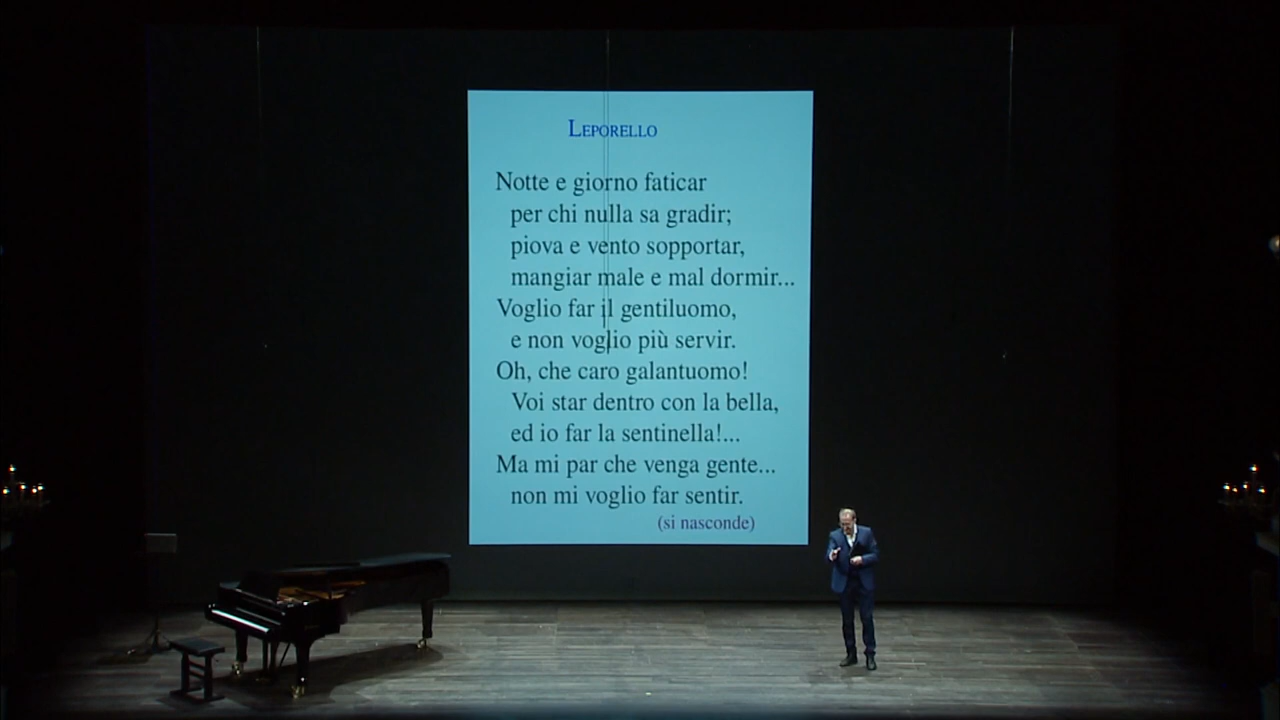 LEPORELLO
Notte e giorno faticar
per chi nulla sa gradir;
piova e vento sopportar,
mangiar male e mal dormir...
Voglio far il gentiluomo,
e non voglio più servir.
Oh, che caro galantuomo!
Voi star dentro con la bella,
ed io far la sentinella!...
Ma mi par che venga gente...
non mi voglio far sentir.
(si nasconde)